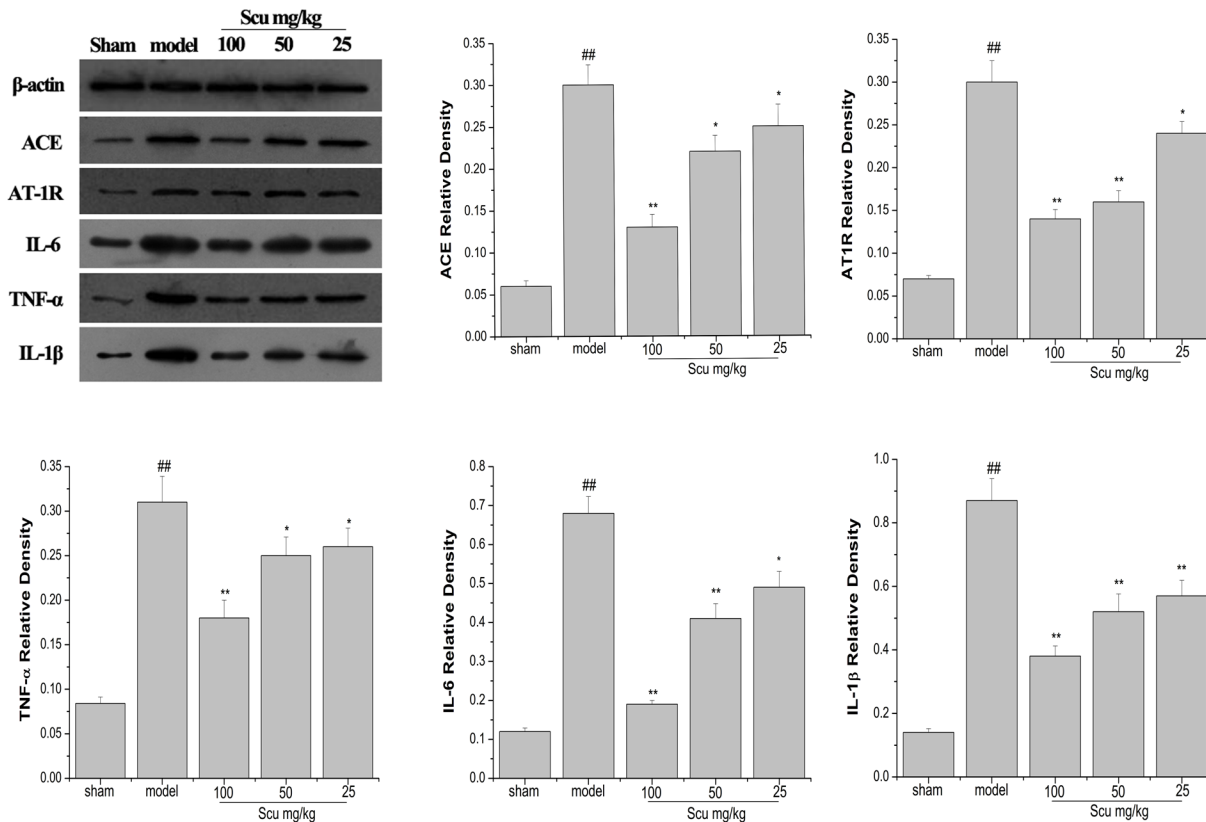 Scu mg/kg
Sham model 100 50 25
β-actin
ACE
AT-1R
IL-6
TNF-α
IL-1β
ACE Relative Density
0.35
0.30
0.25
0.20
0.15
0.10
0.05
0.00
##
**
*
*
sham model 100 50 25
Scu mg/kg
AT1R Relative Density
0.35
0.30
0.25
0.20
0.15
0.10
0.05
0.00
##
**
**
*
sham model 100 50 25
Scu mg/kg
TNF-α Relative Density
0.35
0.30
0.25
0.20
0.15
0.10
0.05
0.00
##
**
*
*
sham model 100 50 25
Scu mg/kg
IL-6 Relative Density
0.8
0.7
0.6
0.5
0.4
0.3
0.2
0.1
0.0
##
**
**
*
sham model 100 50 25
Scu mg/kg
IL-1β Relative Density
1.0
0.8
0.6
0.4
0.2
0.0
##
**
**
**
sham model 100 50 25
Scu mg/kg